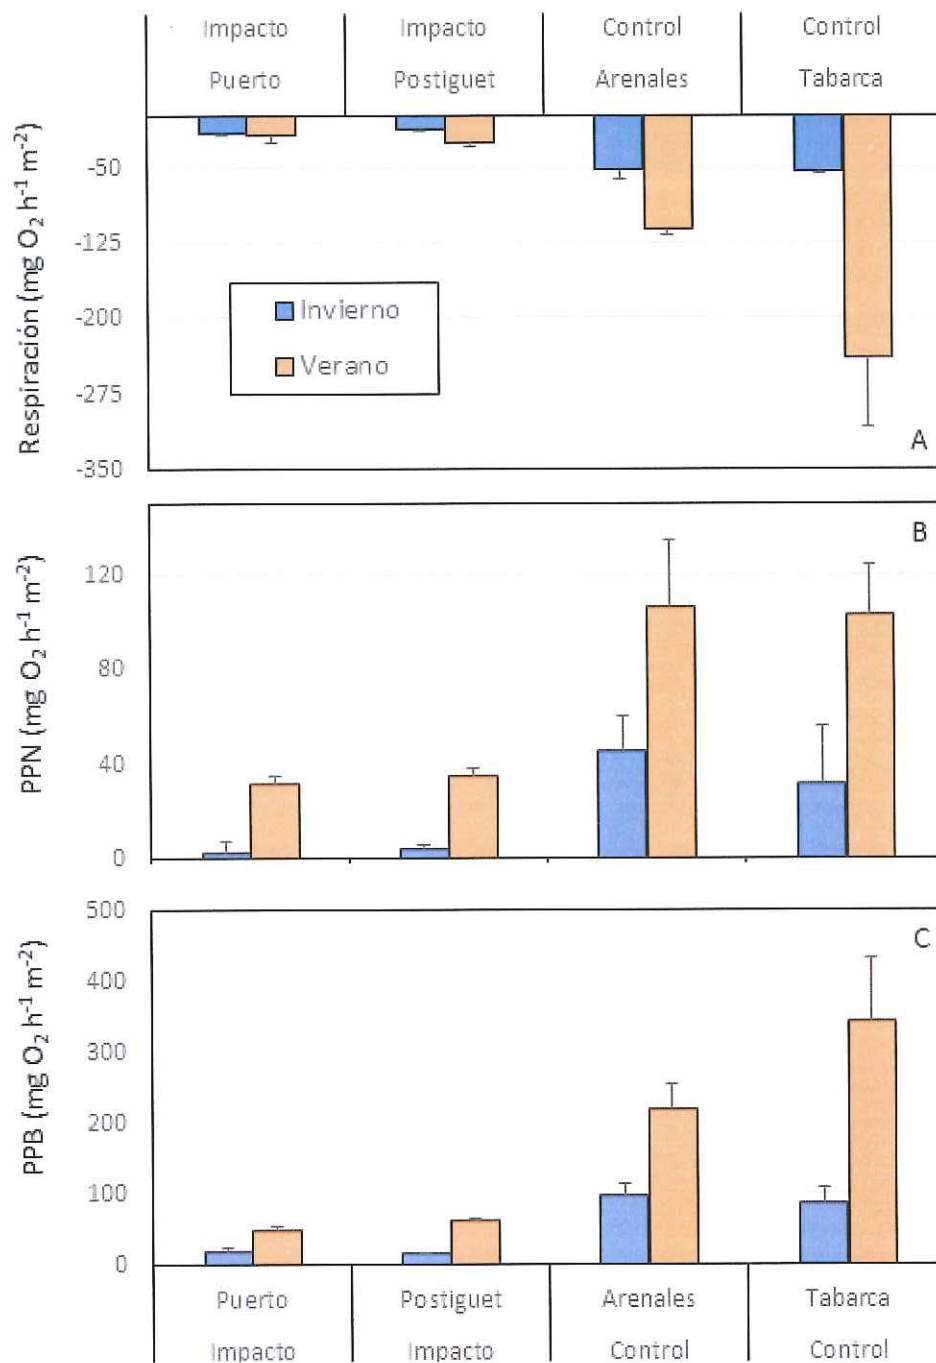 Impacto Impacto Control Control
Puerto Postiguet Arenales Tabarca
Respiración (mg O₂ h⁻¹ m⁻²)
-50
-125
-200
-275
-350
Invierno
Verano
A
PPN (mg O₂ h⁻¹ m⁻²)
120
80
40
0
B
PPB (mg O₂ h⁻¹ m⁻²)
500
400
300
200
100
0
C
Puerto Postiguet Arenales Tabarca
Impacto Impacto Control Control